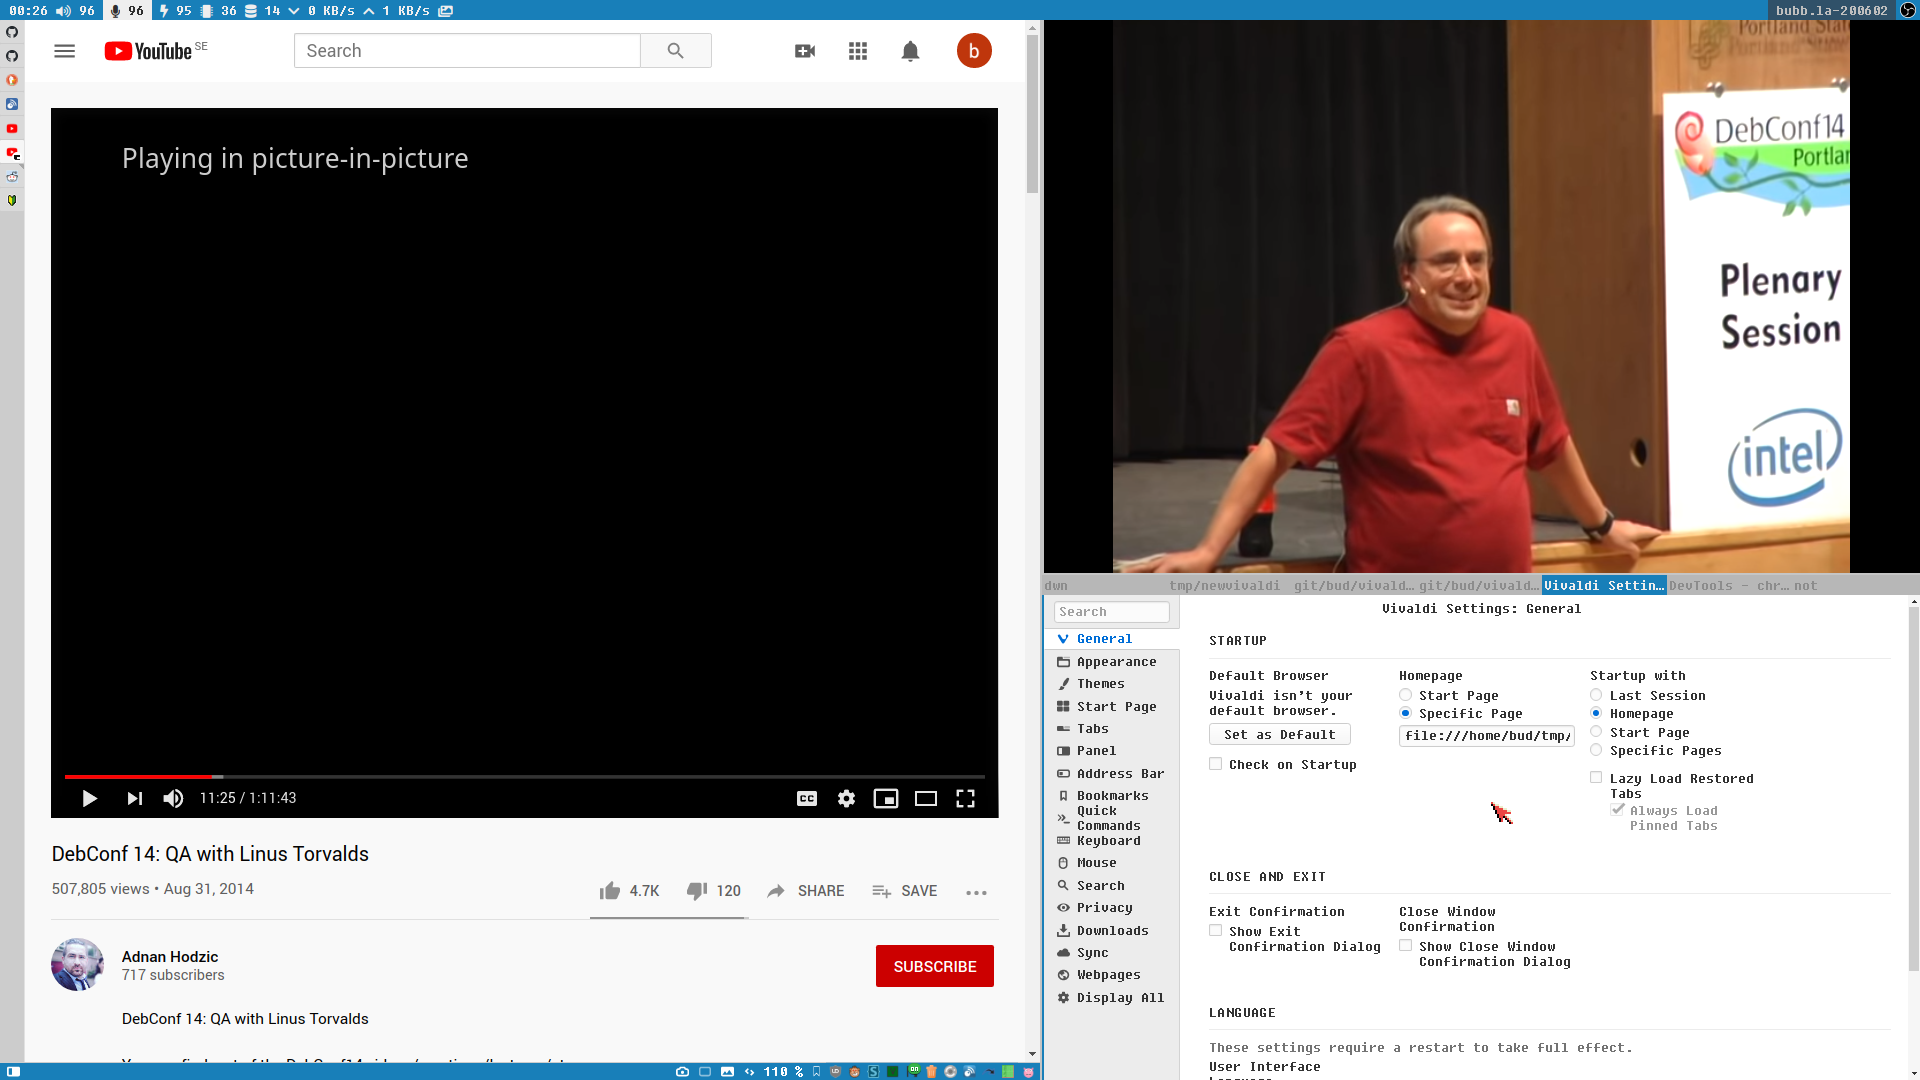 00:26 96 96 95 36 14 0 KB/s 1 KB/s
bubb.la-200602
YouTube SE
Search
b
Playing in picture-in-picture
11:25 / 1:11:43
CC
DebConf 14: QA with Linus Torvalds
507,805 views • Aug 31, 2014
4.7K 120 SHARE SAVE
Adnan Hodzic
717 subscribers
SUBSCRIBE
DebConf 14: QA with Linus Torvalds
110 %
Portland State
DebConf14
Portland
Plenary
Session
intel
dwn tmp/newvivaldi git/bud/vivald… git/bud/vivald… Vivaldi Settin… DevTools - chr… not
Search
General
Appearance
Themes
Start Page
Tabs
Panel
Address Bar
Bookmarks
Quick
Commands
Keyboard
Mouse
Search
Privacy
Downloads
Sync
Webpages
Display All
Vivaldi Settings: General
STARTUP
Default Browser
Vivaldi isn't your
default browser.
Set as Default
Check on Startup
Homepage
Start Page
Specific Page
file:///home/bud/tmp/
Startup with
Last Session
Homepage
Start Page
Specific Pages
Lazy Load Restored
Tabs
Always Load
Pinned Tabs
CLOSE AND EXIT
Exit Confirmation
Show Exit
Confirmation Dialog
Close Window
Confirmation
Show Close Window
Confirmation Dialog
LANGUAGE
These settings require a restart to take full effect.
User Interface